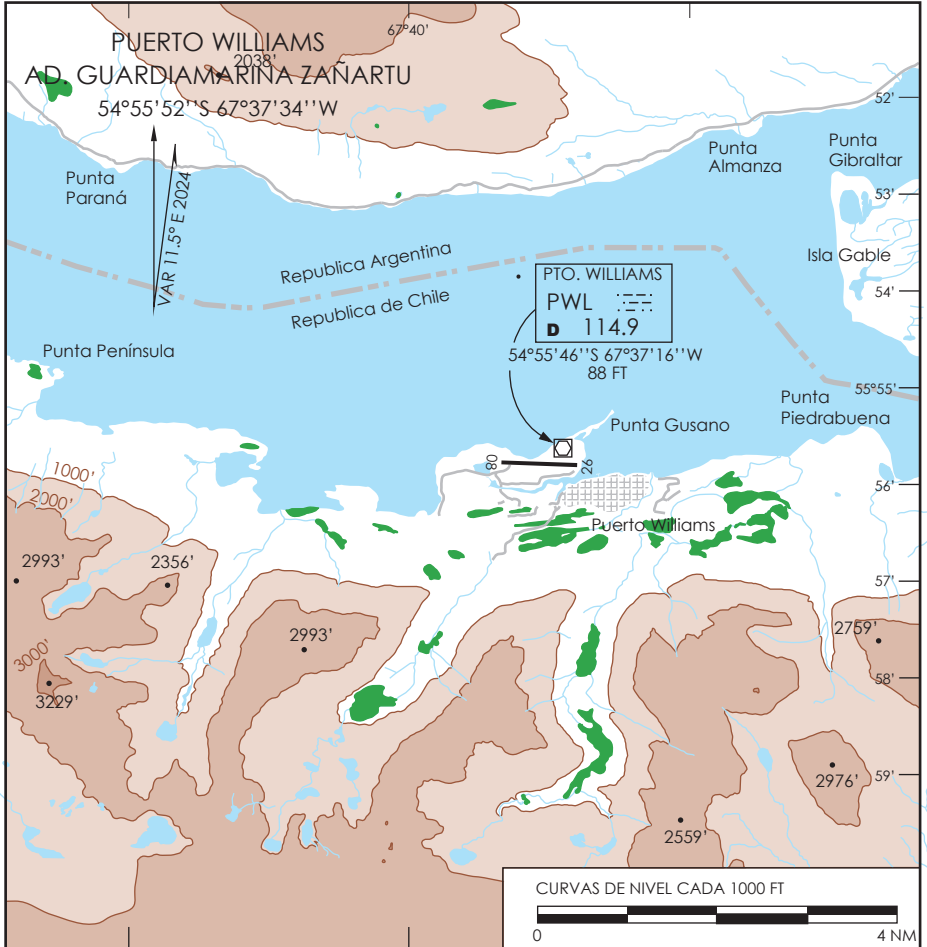 67°40'
PUERTO WILLIAMS
2038'
AD. GUARDIAMARINA ZAÑARTU
54°55'52''S 67°37'34''W
52'
Punta
Almanza
Punta
Gibraltar
Punta
Paraná
53'
VAR 11.5° E 2024
Republica Argentina
Isla Gable
Republica de Chile
PTO. WILLIAMS
PWL
D 114.9
54°55'46''S 67°37'16''W
88 FT
54'
Punta Península
55°55'
Punta
Piedrabuena
Punta Gusano
08
26
1000'
2000'
56'
Puerto Williams
2993'
2356'
57'
2993'
2759'
3000'
3229'
58'
2976'
59'
2559'
CURVAS DE NIVEL CADA 1000 FT
0 4 NM